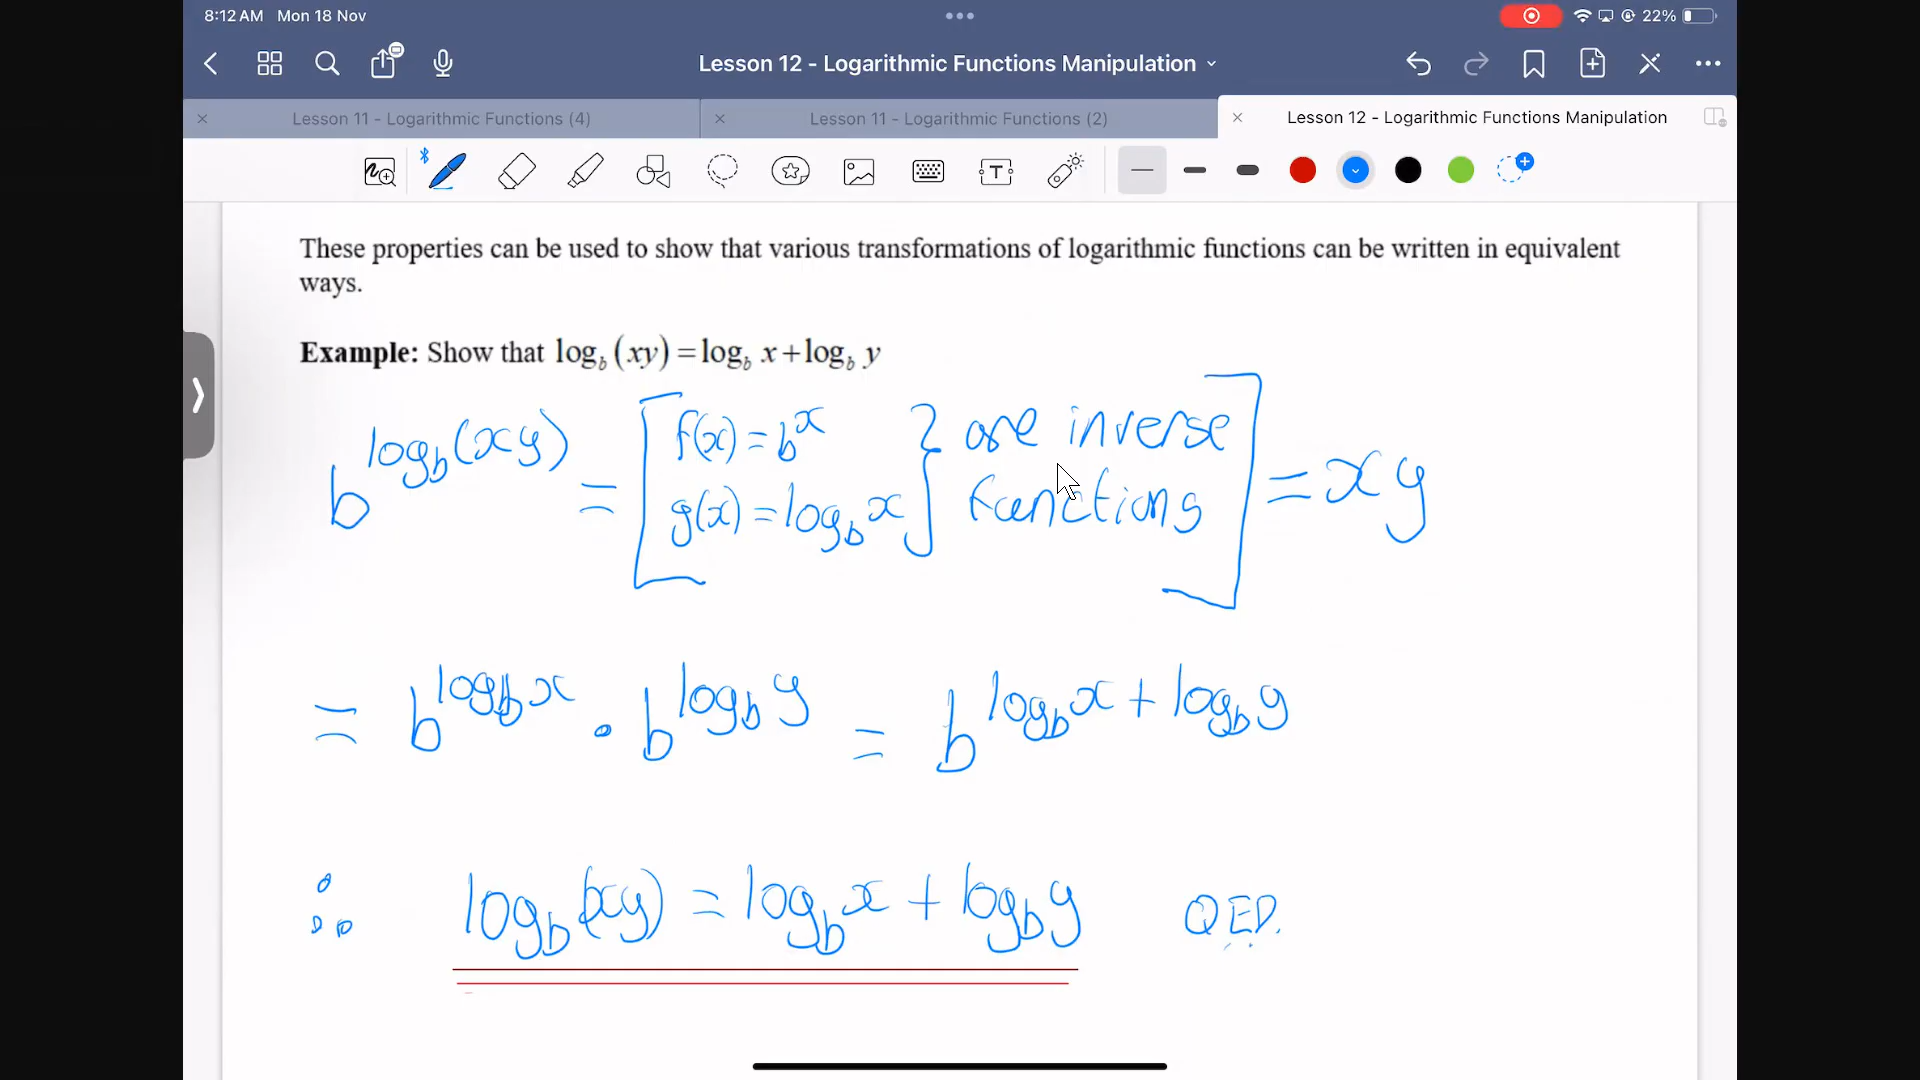 8:12 AM Mon 18 Nov
22%
Lesson 12 - Logarithmic Functions Manipulation
Lesson 11 - Logarithmic Functions (4)
Lesson 11 - Logarithmic Functions (2)
Lesson 12 - Logarithmic Functions Manipulation
T
These properties can be used to show that various transformations of logarithmic functions can be written in equivalent
ways.
Example: Show that log_b (xy) = log_b x + log_b y
b^{log_b(xy)} = [ f(x) = b^x } are inverse
g(x) = log_b x } functions ] = xy
= b^{log_b x} · b^{log_b y} = b^{log_b x + log_b y}
∴ log_b(xy) = log_b x + log_b y QED.